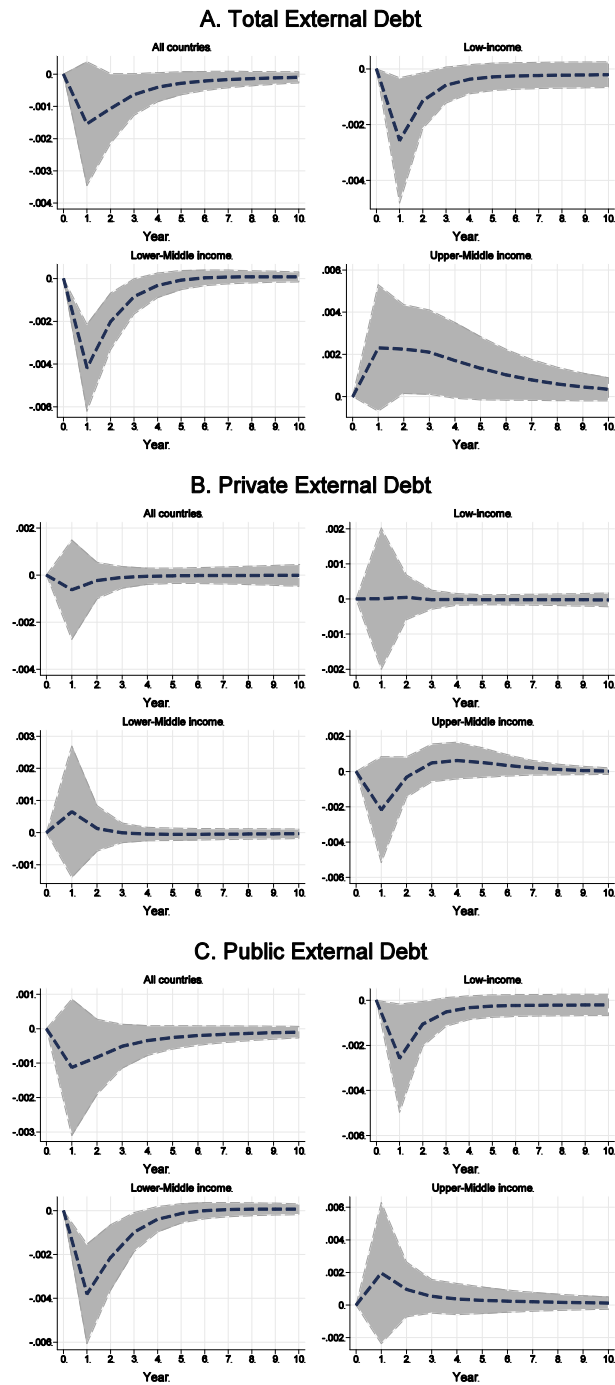 A. Total External Debt
All countries.
0.
-.001
-.002
-.003
-.004
0. 1. 2. 3. 4. 5. 6. 7. 8. 9. 10.
Year.
Low-income.
0.
-.002
-.004
0. 1. 2. 3. 4. 5. 6. 7. 8. 9. 10.
Year.
Lower-Middle income.
0.
-.002
-.004
-.006
0. 1. 2. 3. 4. 5. 6. 7. 8. 9. 10.
Year.
Upper-Middle income.
.006
.004
.002
0.
0. 1. 2. 3. 4. 5. 6. 7. 8. 9. 10.
Year.
B. Private External Debt
All countries.
.002
0.
.002
-.004
0. 1. 2. 3. 4. 5. 6. 7. 8. 9. 10.
Year.
Low-income.
.002
.001
0.
-.001
-.002
0. 1. 2. 3. 4. 5. 6. 7. 8. 9. 10.
Year.
Lower-Middle income.
.003
.002
.001
0.
-.001
0. 1. 2. 3. 4. 5. 6. 7. 8. 9. 10.
Year.
Upper-Middle income.
.002
0.
-.002
-.004
-.006
0. 1. 2. 3. 4. 5. 6. 7. 8. 9. 10.
Year.
C. Public External Debt
All countries.
.001
0.
-.001
-.002
-.003
0. 1. 2. 3. 4. 5. 6. 7. 8. 9. 10.
Year.
Low-income.
0.
-.002
-.004
-.006
0. 1. 2. 3. 4. 5. 6. 7. 8. 9. 10.
Year.
Lower-Middle income.
0.
-.002
-.004
-.006
0. 1. 2. 3. 4. 5. 6. 7. 8. 9. 10.
Year.
Upper-Middle income.
.006
.004
.002
0.
-.002
0. 1. 2. 3. 4. 5. 6. 7. 8. 9. 10.
Year.